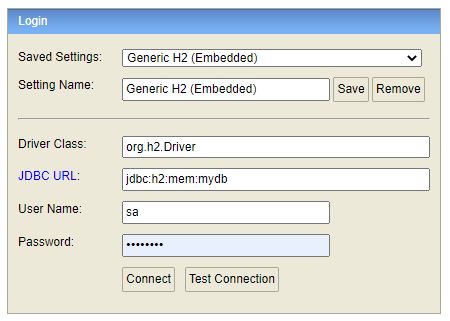 Login
Saved Settings: Generic H2 (Embedded)
Setting Name: Generic H2 (Embedded) Save Remove
Driver Class: org.h2.Driver
JDBC URL: jdbc:h2:mem:mydb
User Name: sa
Password: ••••••••
Connect Test Connection